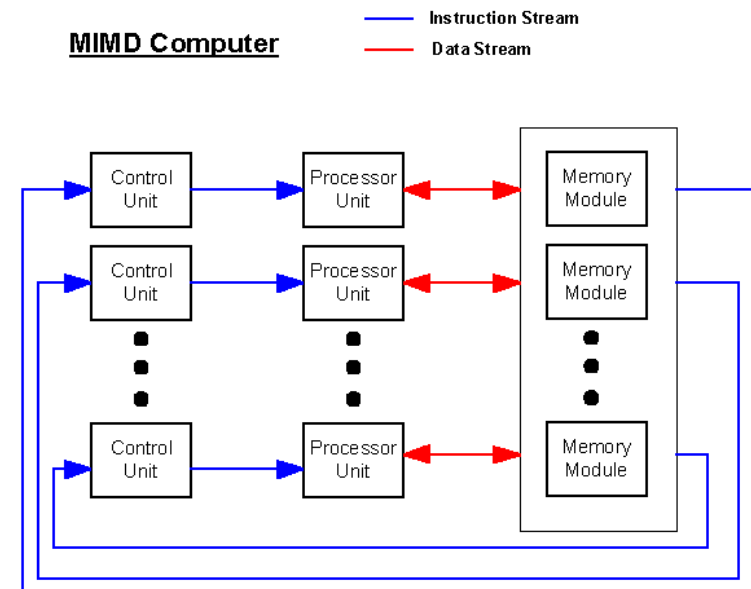 Instruction Stream
MIMD Computer
Data Stream
Control
Unit
Processor
Unit
Memory
Module
Control
Unit
Processor
Unit
Memory
Module
Control
Unit
Processor
Unit
Memory
Module